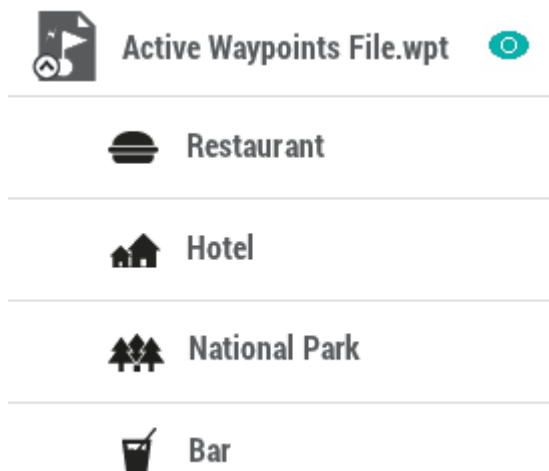 Active Waypoints File.wpt
Restaurant
Hotel
National Park
Bar